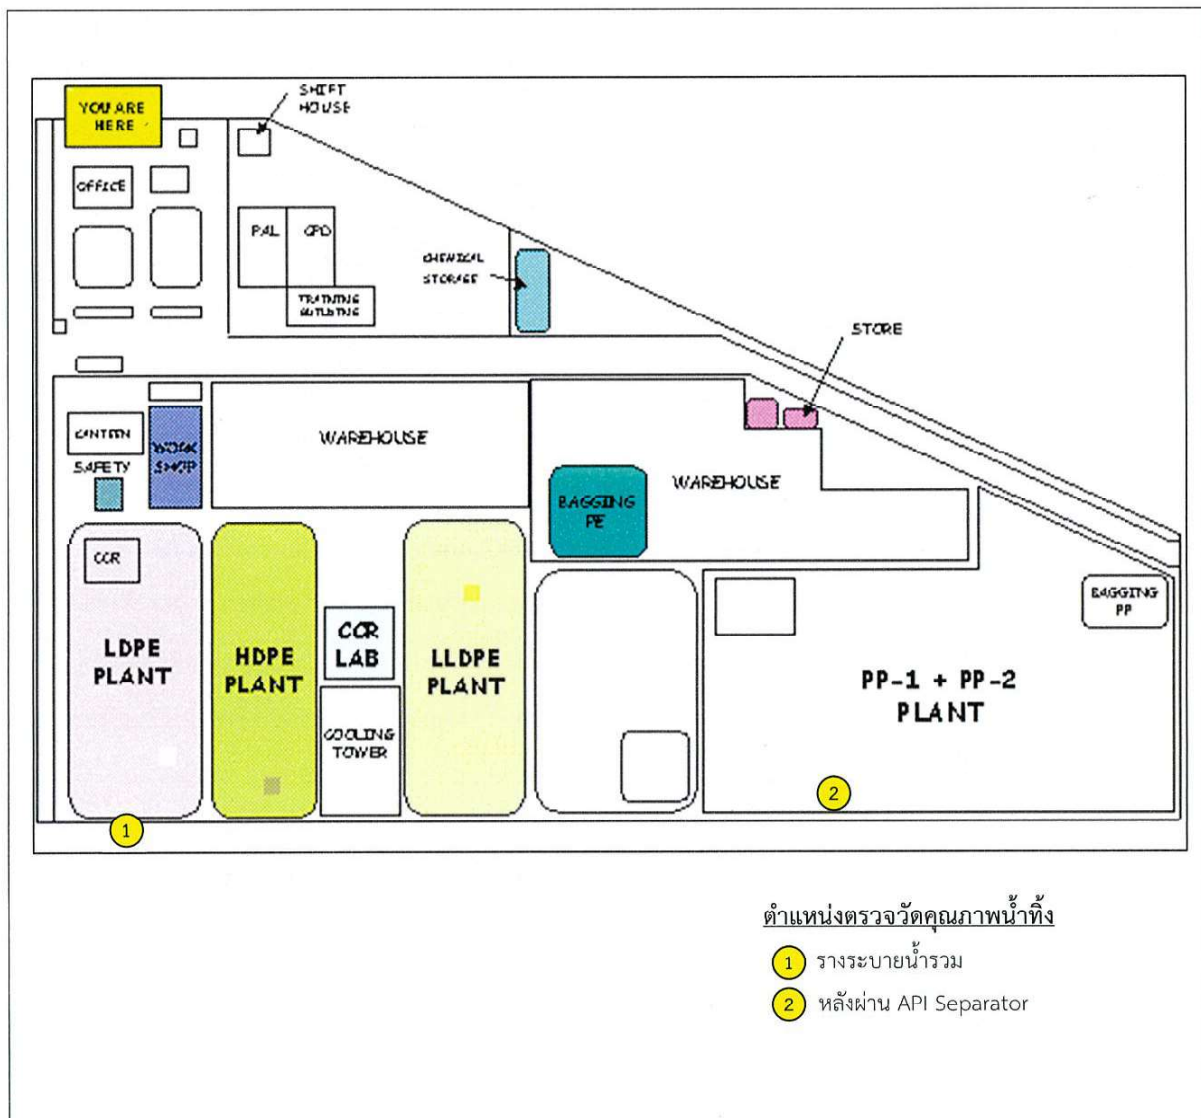 YOU ARE
HERE
SHIFT
HOUSE
OFFICE
PAL
CPD
TRAINING
BUILDING
CHEMICAL
STORAGE
STORE
CANTEEN
SAFETY
WORK
SHOP
WAREHOUSE
WAREHOUSE
BAGGING
PE
CCR
LDPE
PLANT
HDPE
PLANT
CCR
LAB
COOLING
TOWER
LLDPE
PLANT
BAGGING
PP
PP-1 + PP-2
PLANT
1
2
ตำแหน่งตรวจวัดคุณภาพน้ำทิ้ง
1 รางระบายน้ำรวม
2 หลังผ่าน API Separator